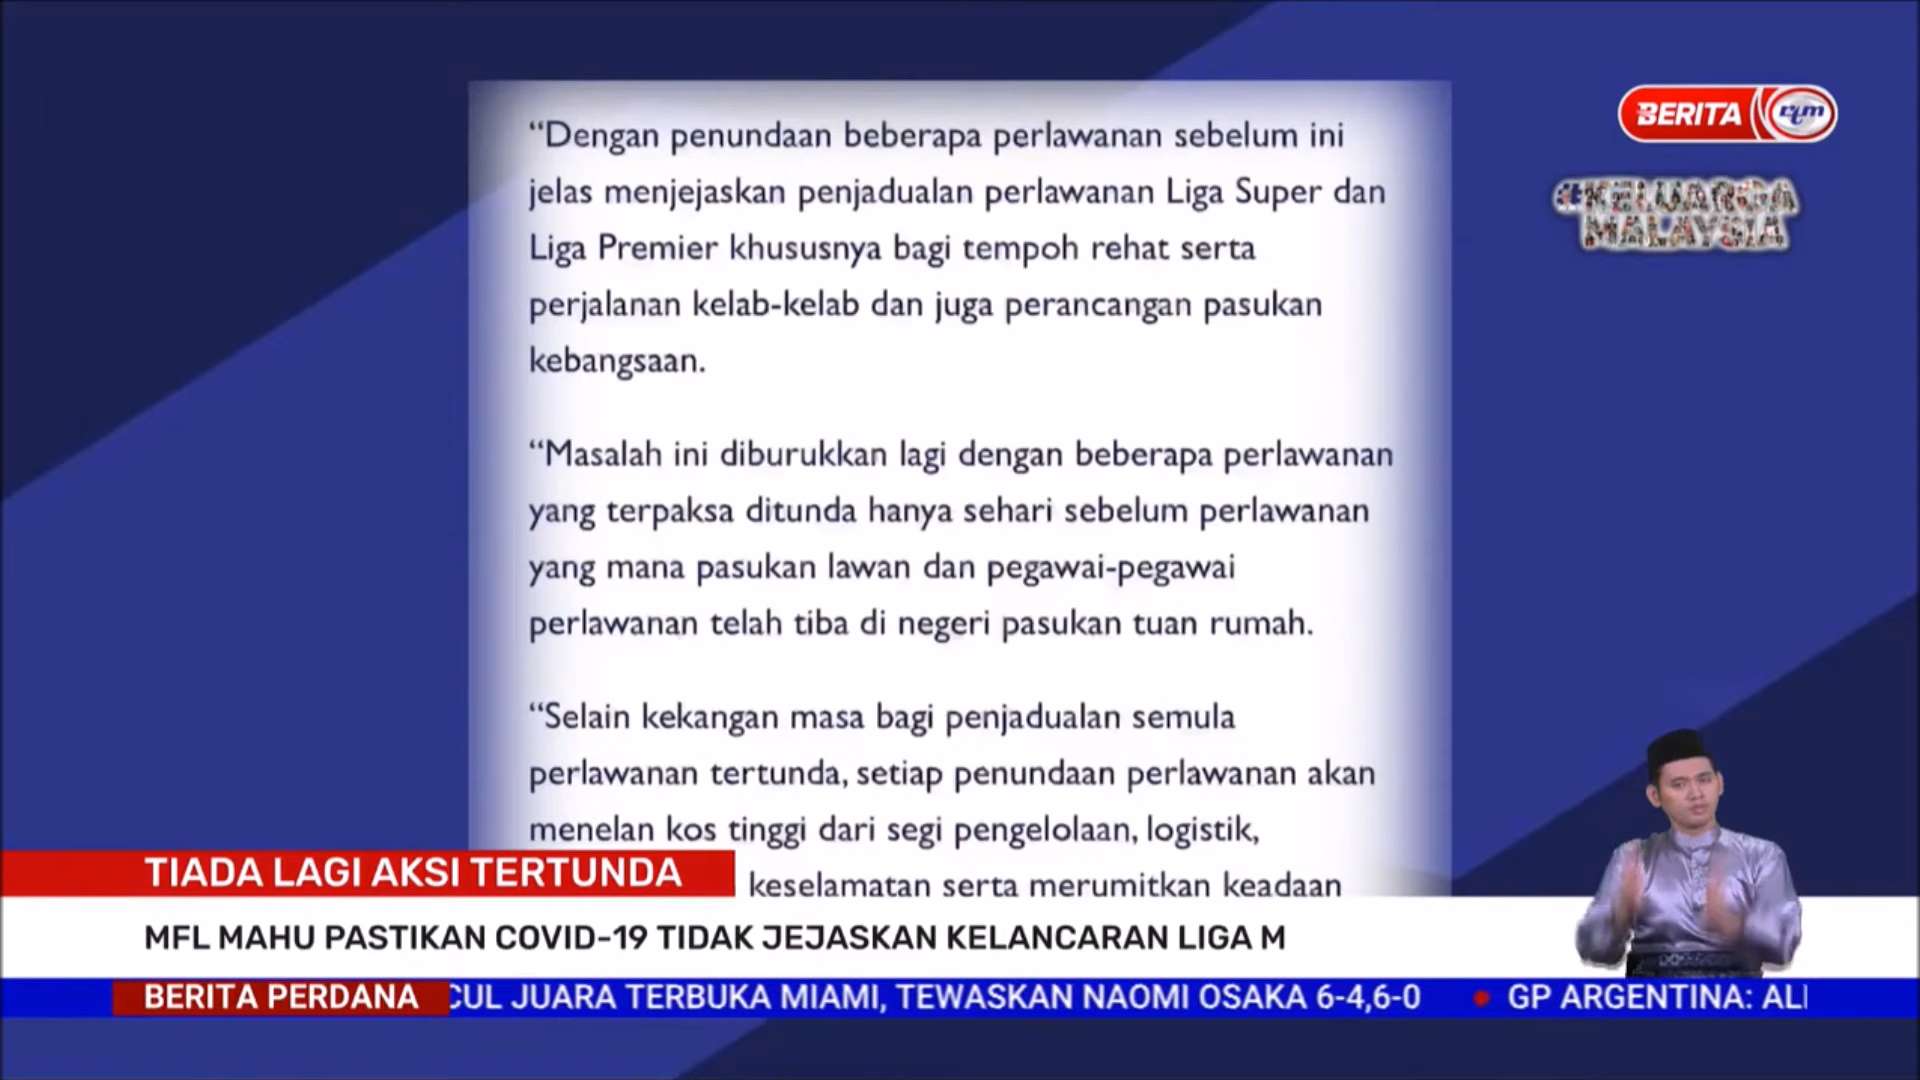 “Dengan penundaan beberapa perlawanan sebelum ini
jelas menjejaskan penjadualan perlawanan Liga Super dan
Liga Premier khususnya bagi tempoh rehat serta
perjalanan kelab-kelab dan juga perancangan pasukan
kebangsaan.
“Masalah ini diburukkan lagi dengan beberapa perlawanan
yang terpaksa ditunda hanya sehari sebelum perlawanan
yang mana pasukan lawan dan pegawai-pegawai
perlawanan telah tiba di negeri pasukan tuan rumah.
“Selain kekangan masa bagi penjadualan semula
perlawanan tertunda, setiap penundaan perlawanan akan
menelan kos tinggi dari segi pengelolaan, logistik,
keselamatan serta merumitkan keadaan
BERITA rtm
#KELUARGA
MALAYSIA
TIADA LAGI AKSI TERTUNDA
MFL MAHU PASTIKAN COVID-19 TIDAK JEJASKAN KELANCARAN LIGA M
BERITA PERDANA CUL JUARA TERBUKA MIAMI, TEWASKAN NAOMI OSAKA 6-4,6-0 • GP ARGENTINA: